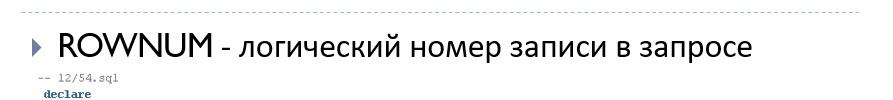 ROWNUM - логический номер записи в запросе
-- 12/54.sql
declare